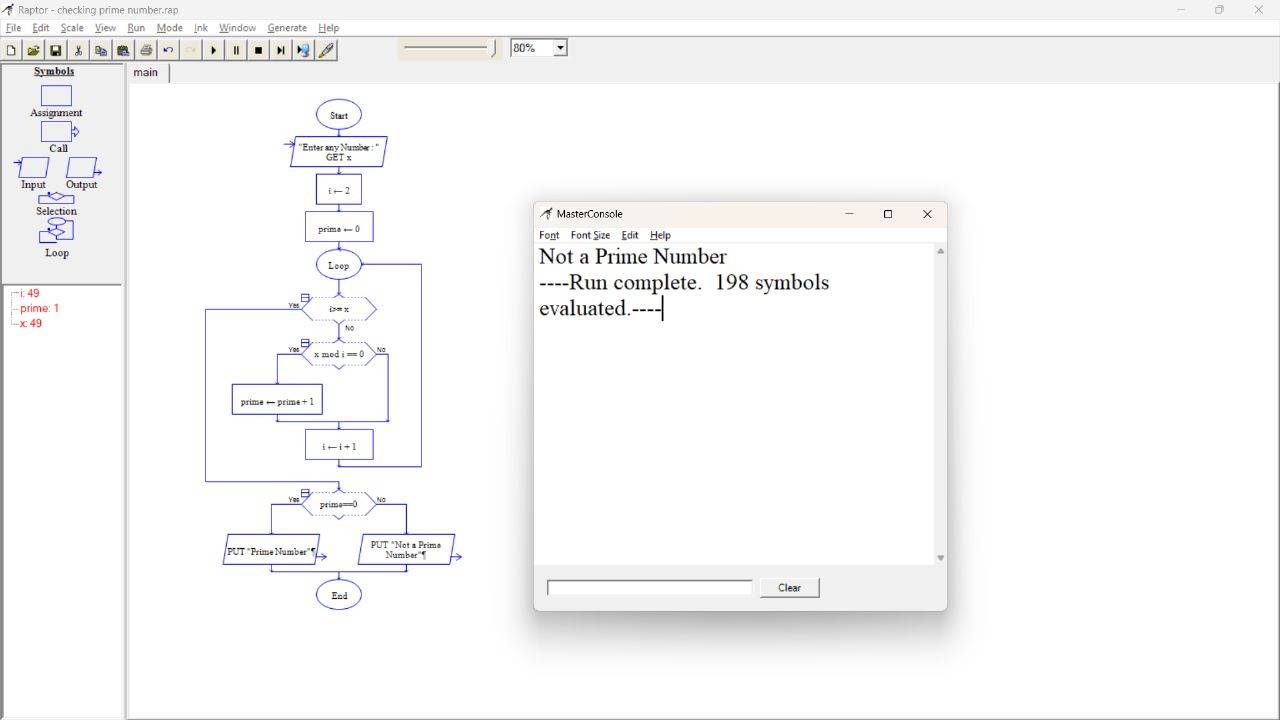 Raptor - checking prime number.rap
File Edit Scale View Run Mode Ink Window Generate Help
80%
Symbols
main
Assignment
Call
Input Output
Selection
Loop
i: 49
prime: 1
x: 49
Start
"Enter any Number : "
GET x
i ← 2
prime ← 0
Loop
Yes
i>= x
No
Yes
x mod i == 0
No
prime ← prime + 1
i ← i + 1
Yes
prime==0
No
PUT "Prime Number"¶
PUT "Not a Prime
Number"¶
End
MasterConsole
Font Font Size Edit Help
Not a Prime Number
----Run complete.  198 symbols
evaluated.----
Clear